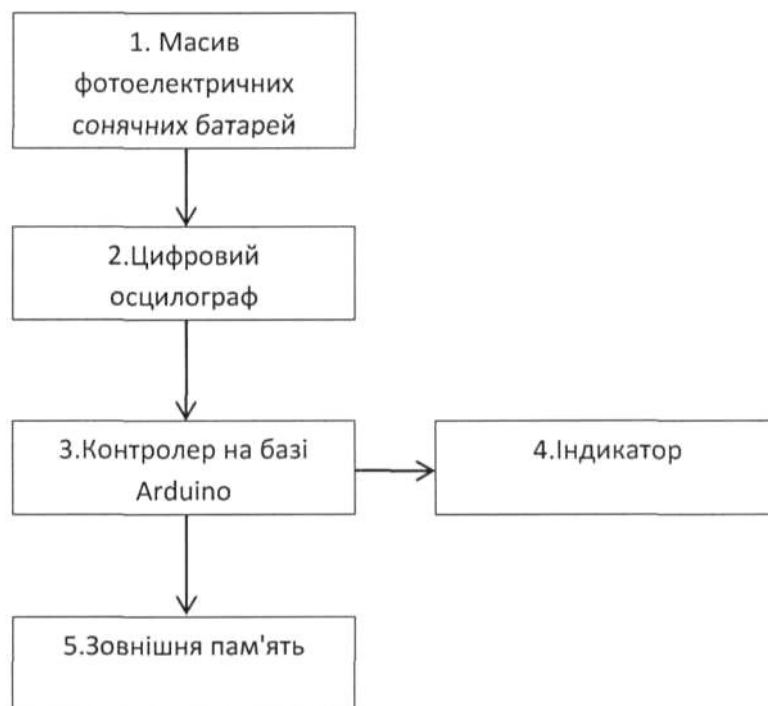 1. Масив
фотоелектричних
сонячних батарей
2.Цифровий
осцилограф
3.Контролер на базі
Arduino
4.Індикатор
5.Зовнішня пам'ять